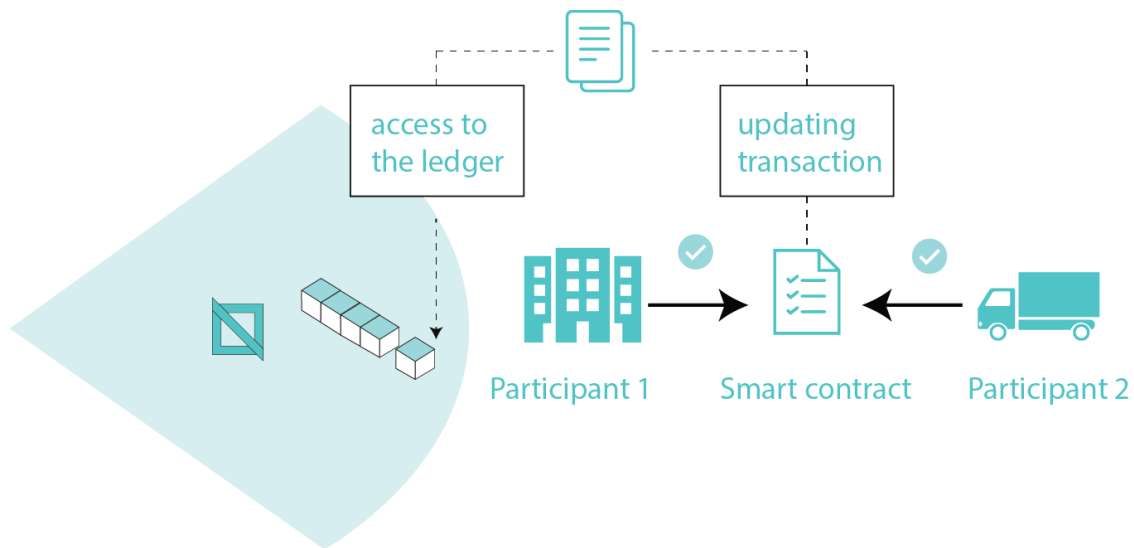 access to
the ledger
updating
transaction
Participant 1
Smart contract
Participant 2